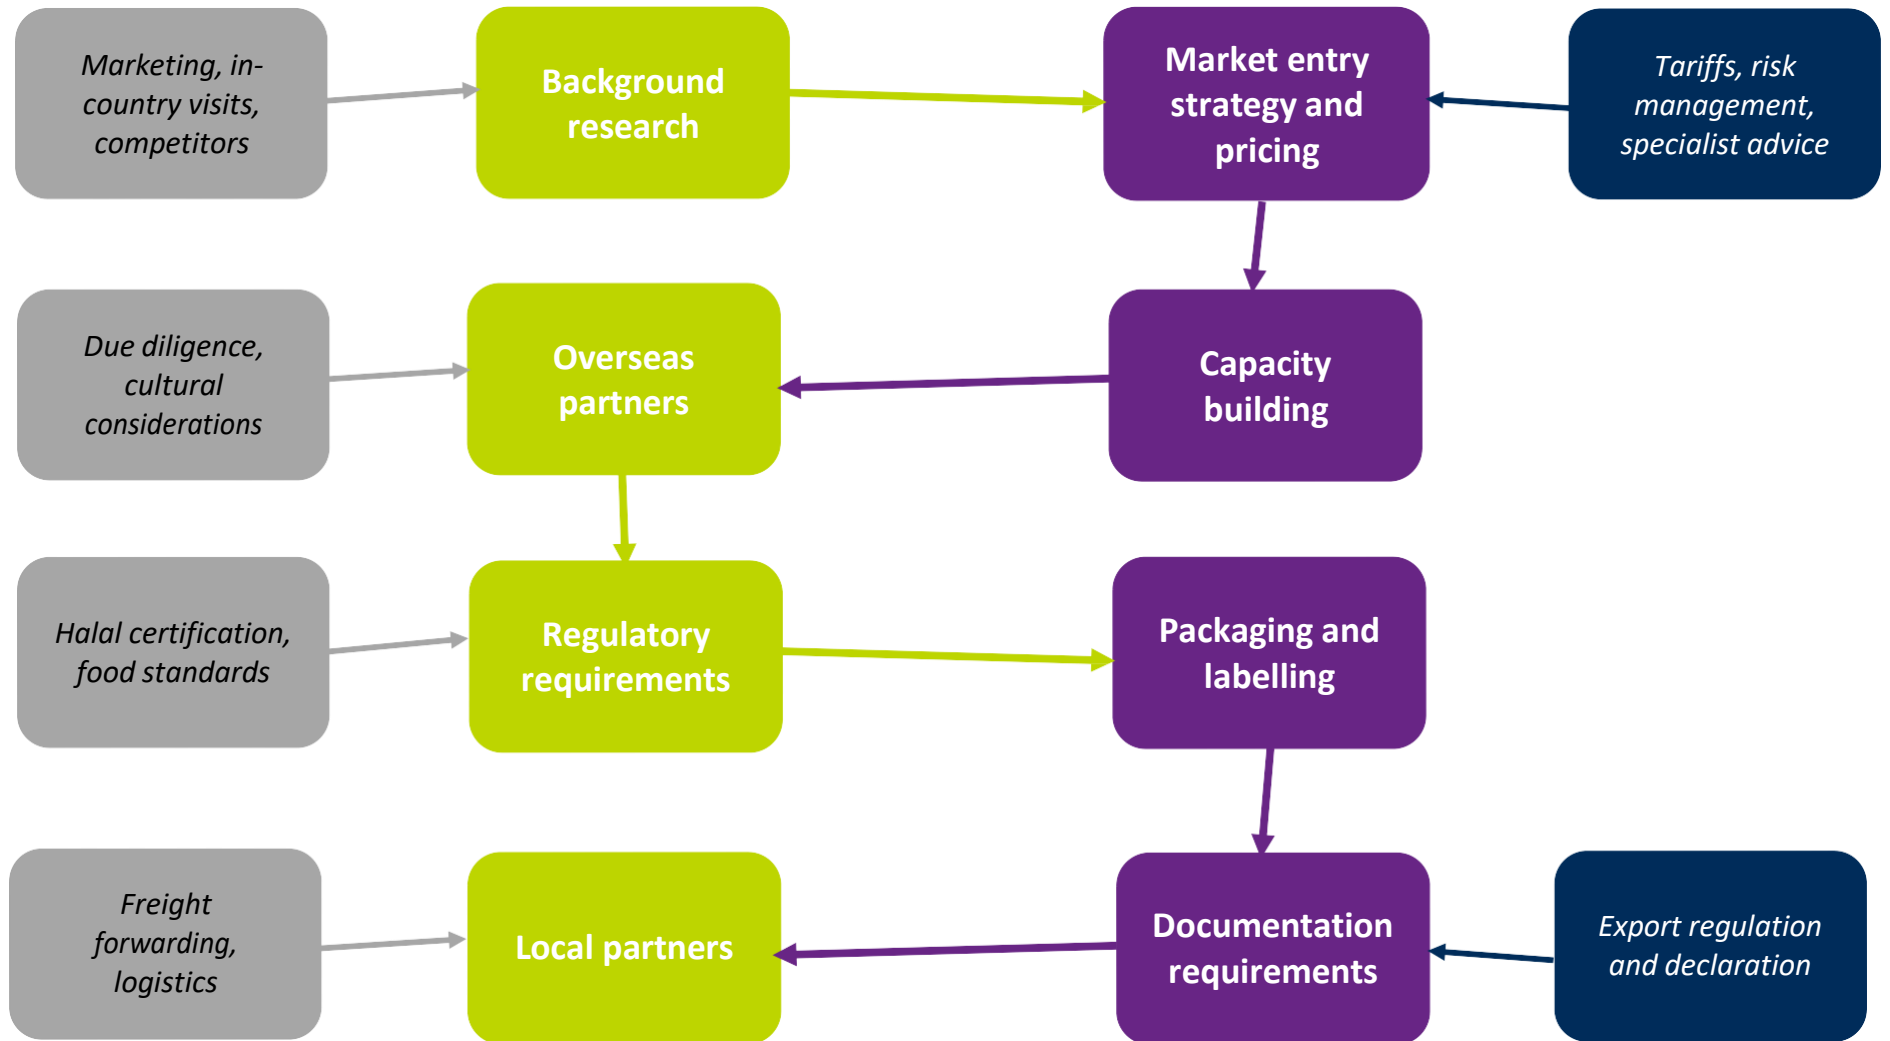 Marketing, in-
country visits,
competitors
Background
research
Market entry
strategy and
pricing
Tariffs, risk
management,
specialist advice
Due diligence,
cultural
considerations
Overseas
partners
Capacity
building
Halal certification,
food standards
Regulatory
requirements
Packaging and
labelling
Freight
forwarding,
logistics
Local partners
Documentation
requirements
Export regulation
and declaration